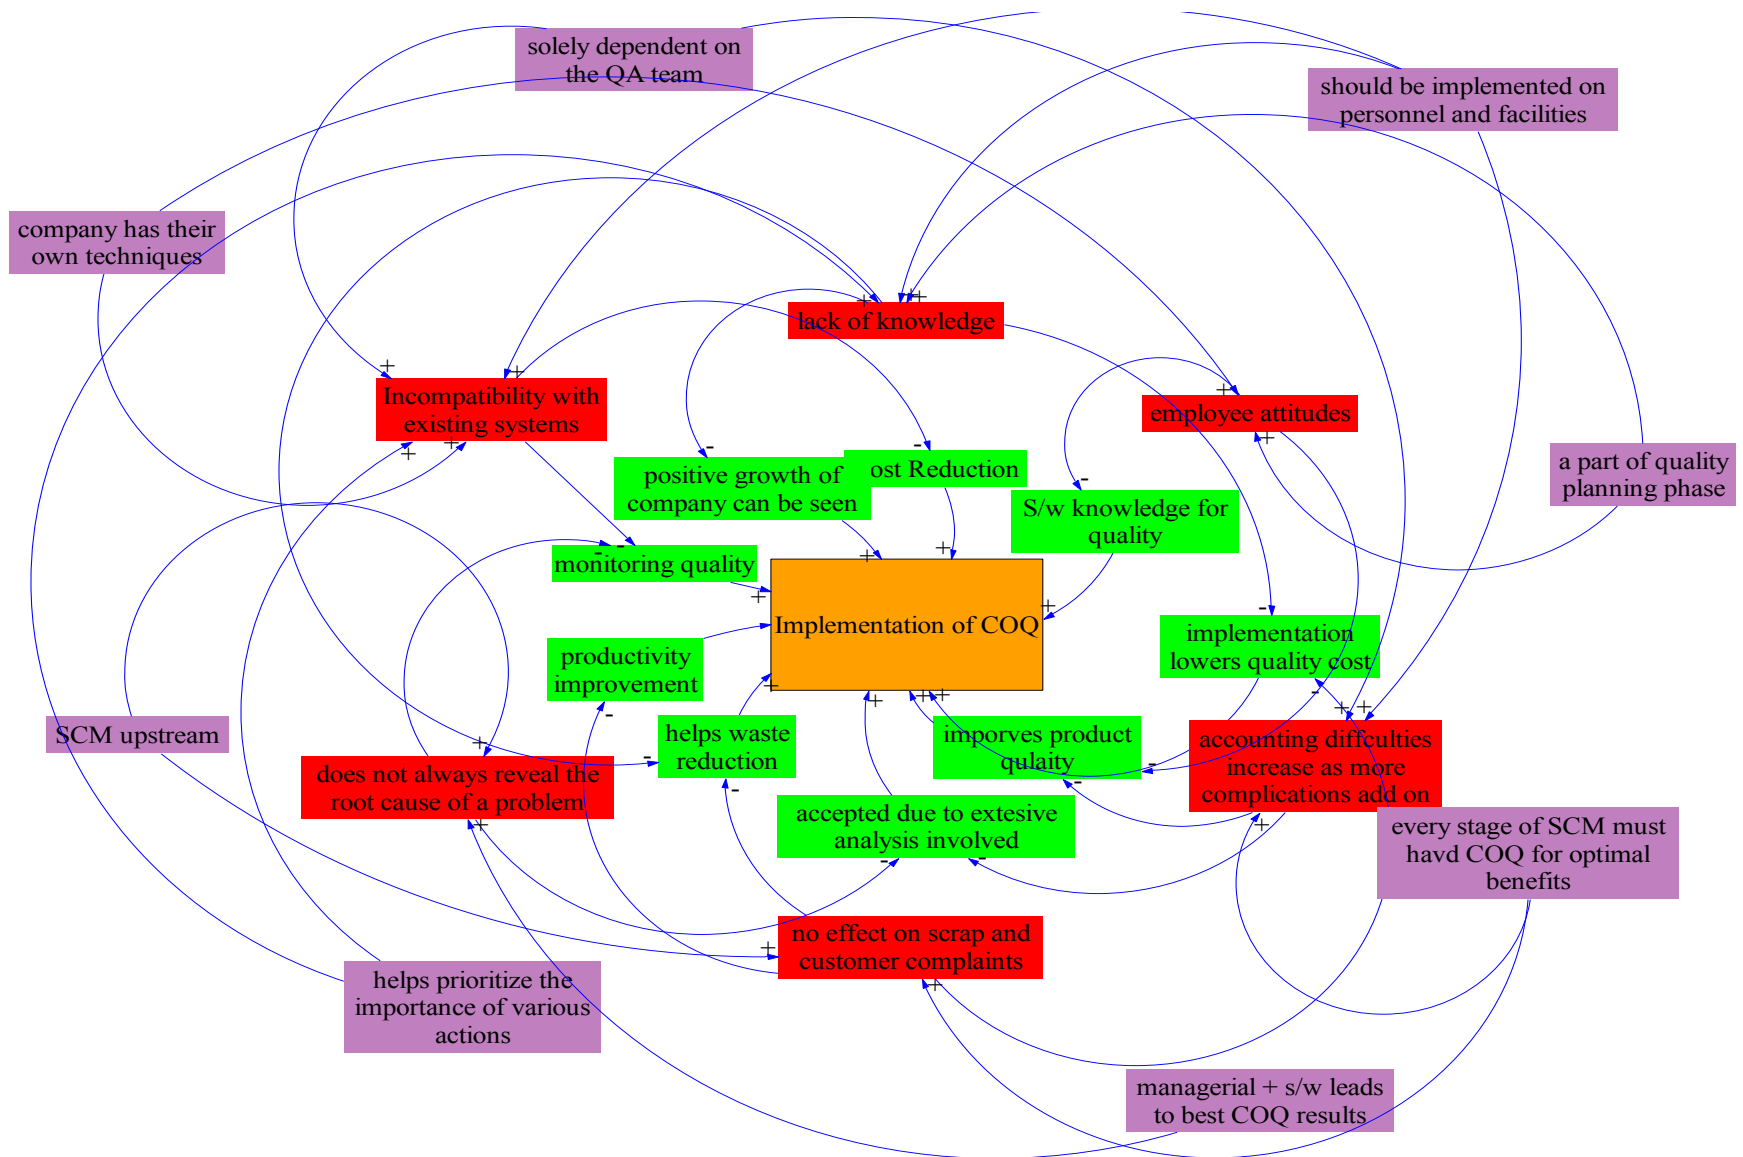 solely dependent on
the QA team
should be implemented on
personnel and facilities
company has their
own techniques
lack of knowledge
Incompatibility with
existing systems
employee attitudes
positive growth of
company can be seen
ost Reduction
a part of quality
planning phase
S/w knowledge for
quality
monitoring quality
Implementation of COQ
implementation
lowers quality cost
productivity
improvement
SCM upstream
helps waste
reduction
imporves product
qulaity
accounting diffculties
increase as more
complications add on
does not always reveal the
root cause of a problem
accepted due to extesive
analysis involved
every stage of SCM must
havd COQ for optimal
benefits
no effect on scrap and
customer complaints
helps prioritize the
importance of various
actions
managerial + s/w leads
to best COQ results